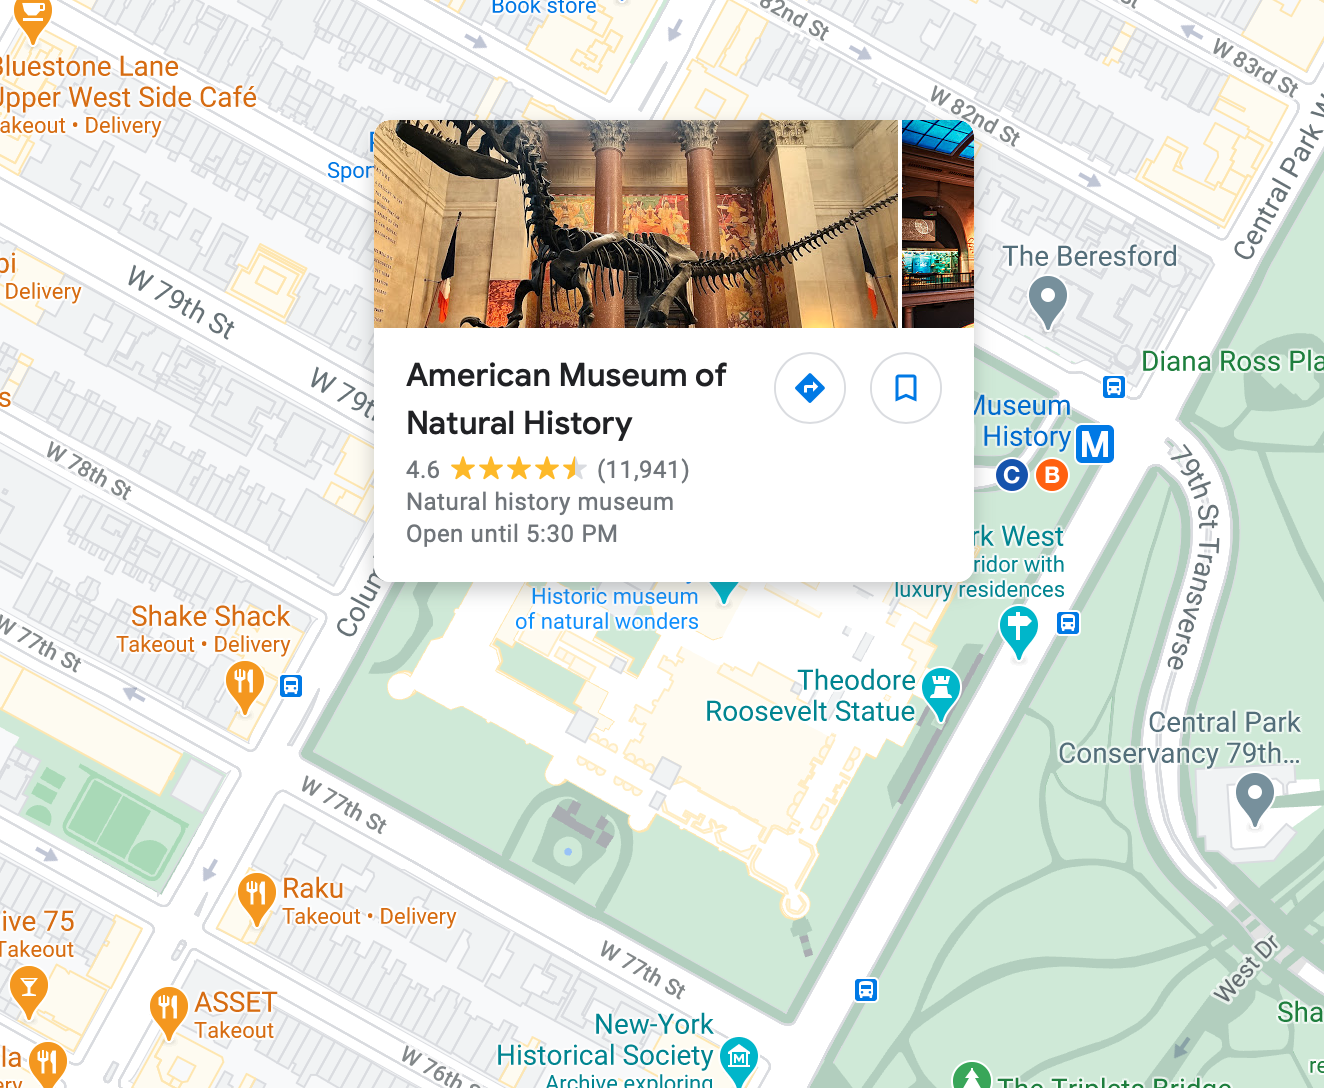 Book store
82nd St
W 83rd St
Bluestone Lane
Upper West Side Café
Takeout • Delivery
W 82nd St
Central Park W
Spor
The Beresford
Delivery
W 79th St
Diana Ross Pla
W 79t
American Museum of
Natural History
4.6
(11,941)
Natural history museum
Open until 5:30 PM
Museum
History
M
C
B
79th St Transverse
W 78th St
rk West
ridor with
luxury residences
Colum
Historic museum
of natural wonders
Shake Shack
Takeout • Delivery
W 77th St
Theodore
Roosevelt Statue
Central Park
Conservancy 79th...
W 77th St
Raku
Takeout • Delivery
ive 75
Takeout
W 77th St
West Dr
ASSET
Takeout
Sha
New-York
Historical Society
Archive exploring
W 76th S
la
ery
re
The Triplets Bridge